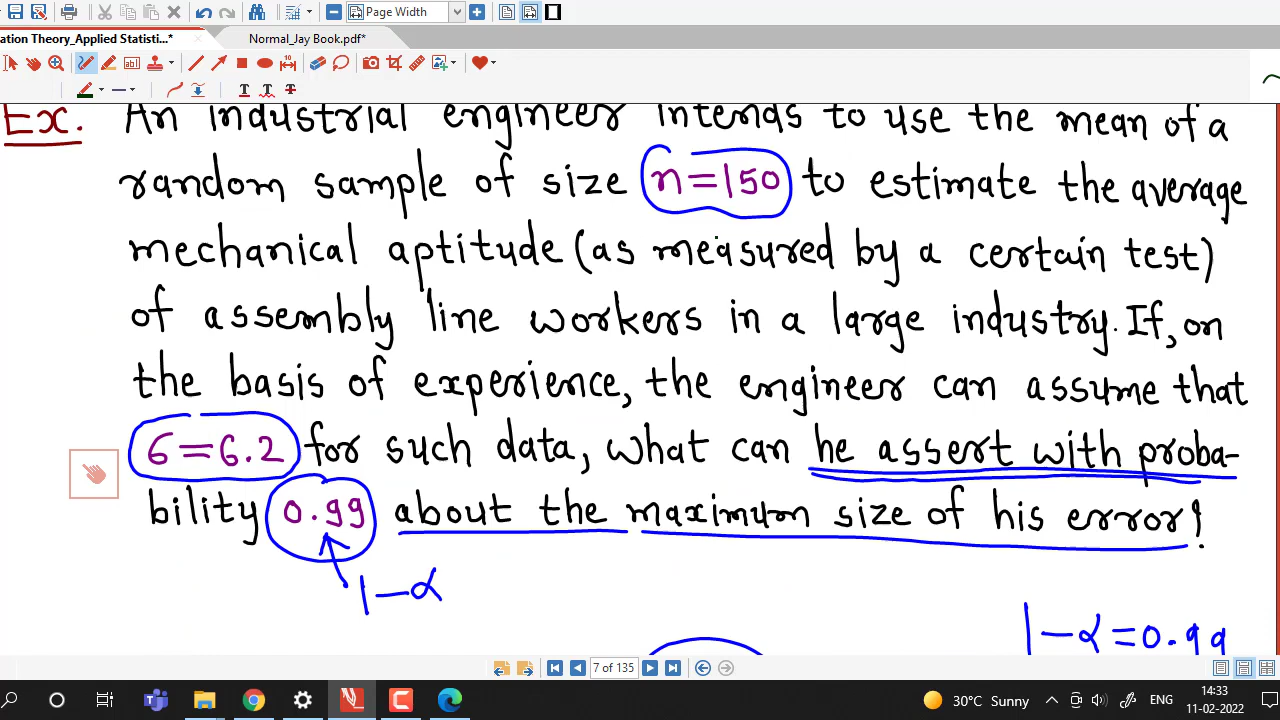 Page Width
ation Theory_Applied Statisti...*
Normal_Jay Book.pdf*
Ex. An industrial engineer intends to use the mean of a
random sample of size n=150 to estimate the average
mechanical aptitude (as measured by a certain test)
of assembly line workers in a large industry. If, on
the basis of experience, the engineer can assume that
σ=6.2 for such data, what can he assert with proba-
bility 0.99 about the maximum size of his error?
1-α
1-α=0.99
7 of 135
30°C Sunny
ENG
14:33
11-02-2022